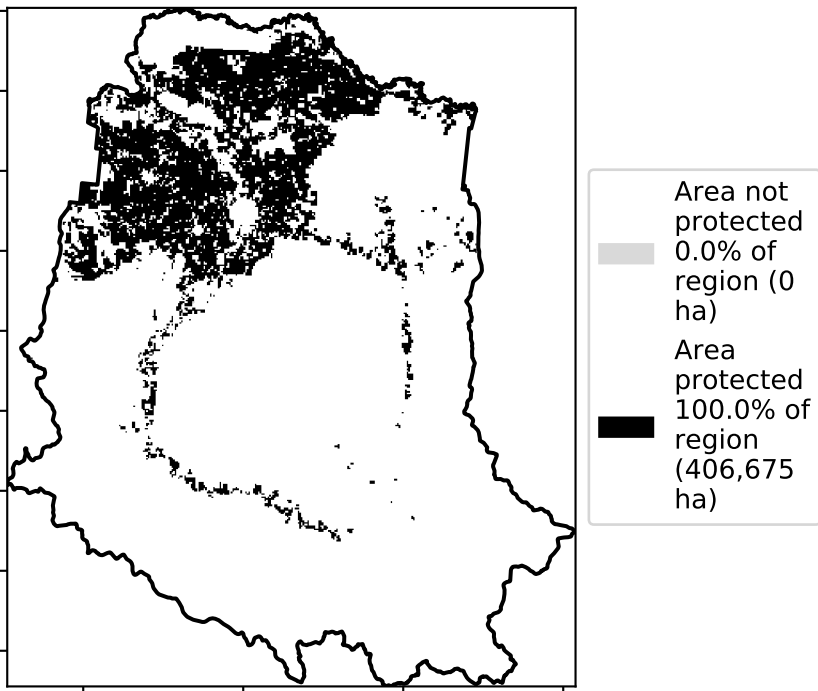 Area not
protected
0.0% of
region (0
ha)
Area
protected
100.0% of
region
(406,675
ha)